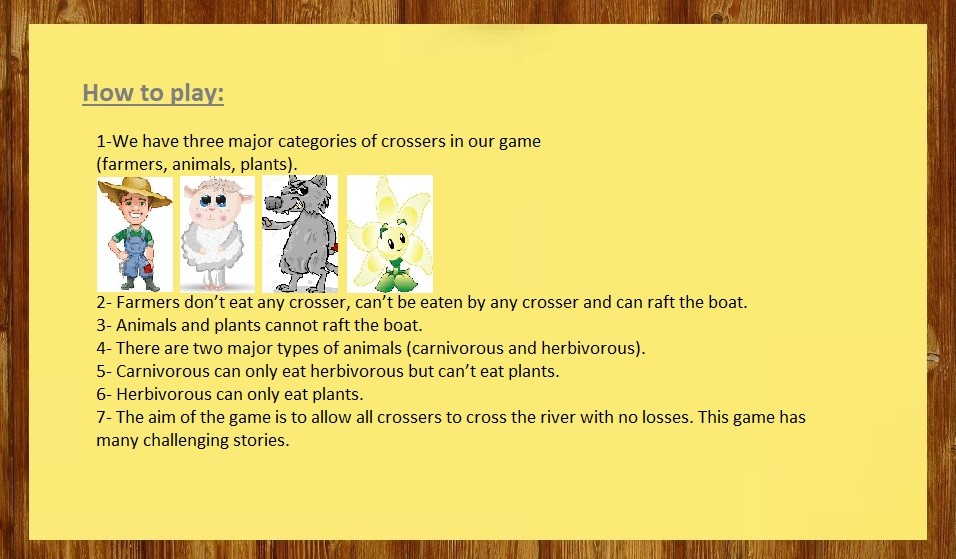 How to play:
1-We have three major categories of crossers in our game
(farmers, animals, plants).
2- Farmers don’t eat any crosser, can’t be eaten by any crosser and can raft the boat.
3- Animals and plants cannot raft the boat.
4- There are two major types of animals (carnivorous and herbivorous).
5- Carnivorous can only eat herbivorous but can’t eat plants.
6- Herbivorous can only eat plants.
7- The aim of the game is to allow all crossers to cross the river with no losses. This game has
many challenging stories.